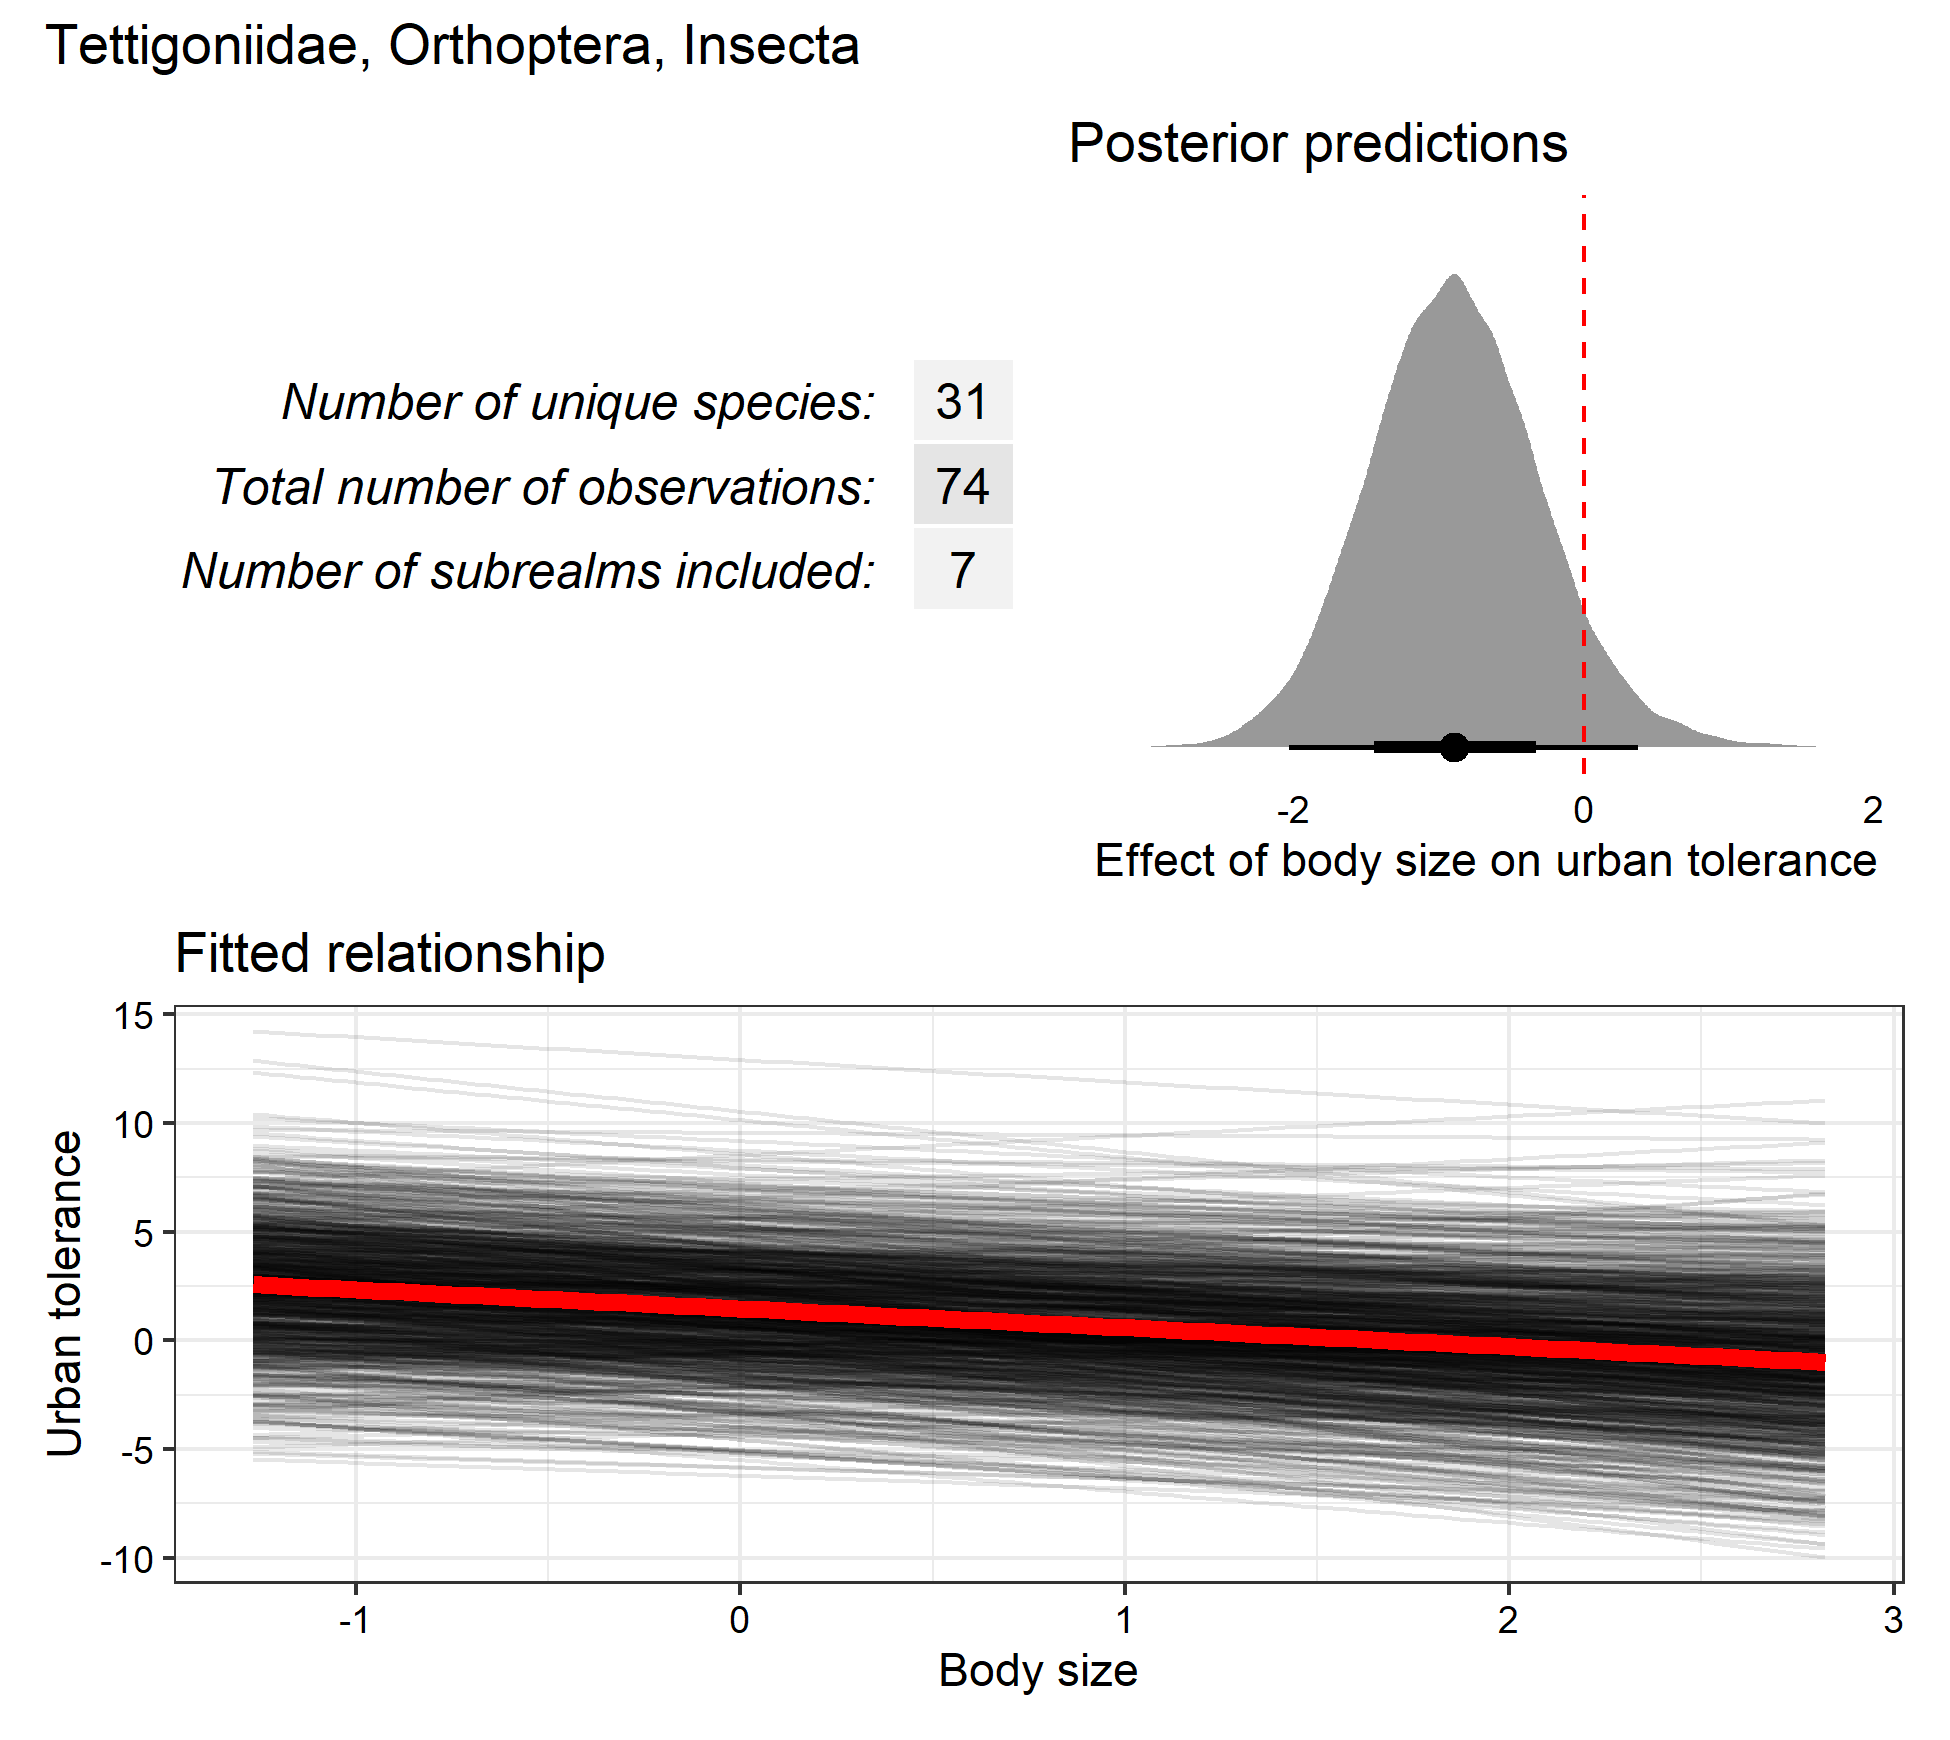 Tettigoniidae, Orthoptera, Insecta
Posterior predictions
Number of unique species: 31
Total number of observations: 74
Number of subrealms included: 7
-2 0 2
Effect of body size on urban tolerance
Fitted relationship
15
10
5
0
-5
-10
Urban tolerance
-1 0 1 2 3
Body size